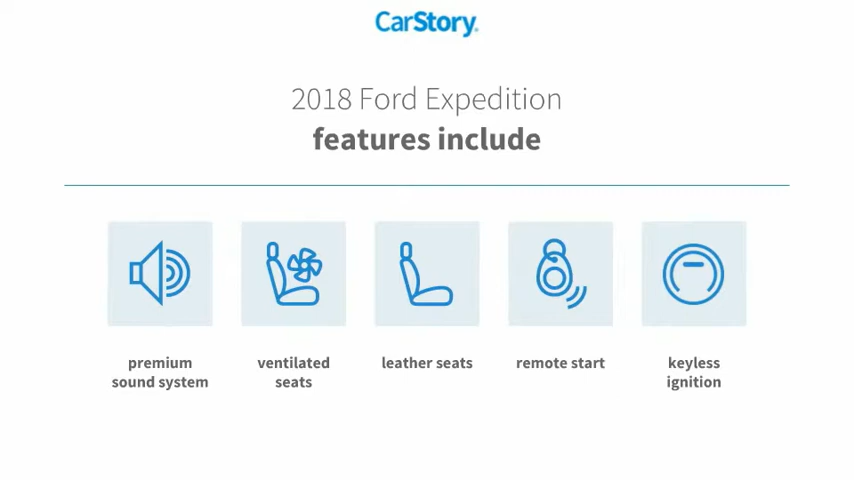 CarStory
2018 Ford Expedition
features include
premium
sound system
ventilated
seats
leather seats
remote start
keyless
ignition